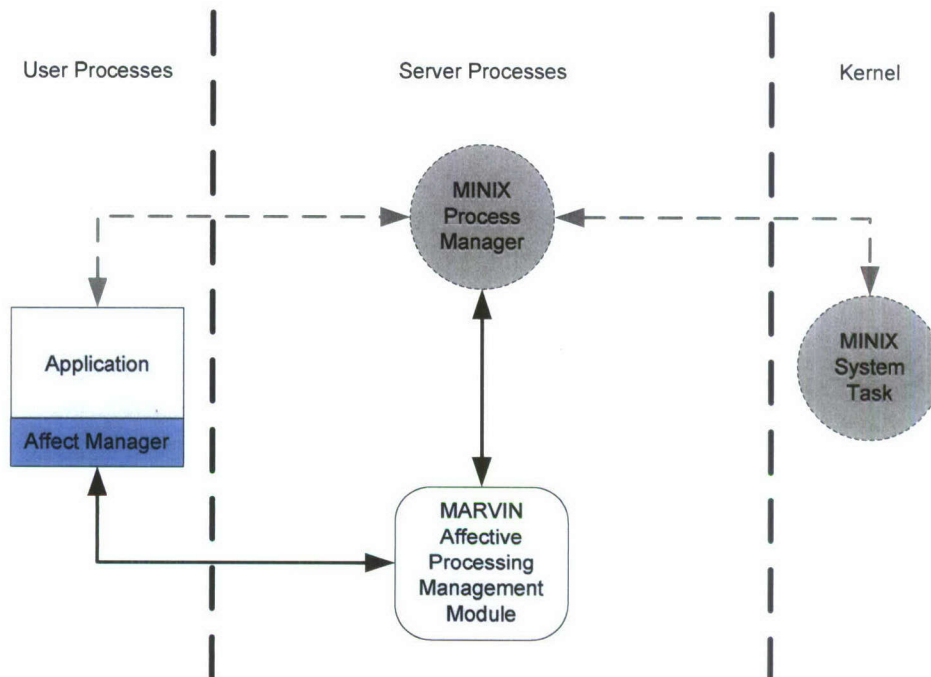 User Processes
Server Processes
Kernel
MINIX
Process
Manager
Application
Affect Manager
MINIX
System
Task
MARVIN
Affective
Processing
Management
Module